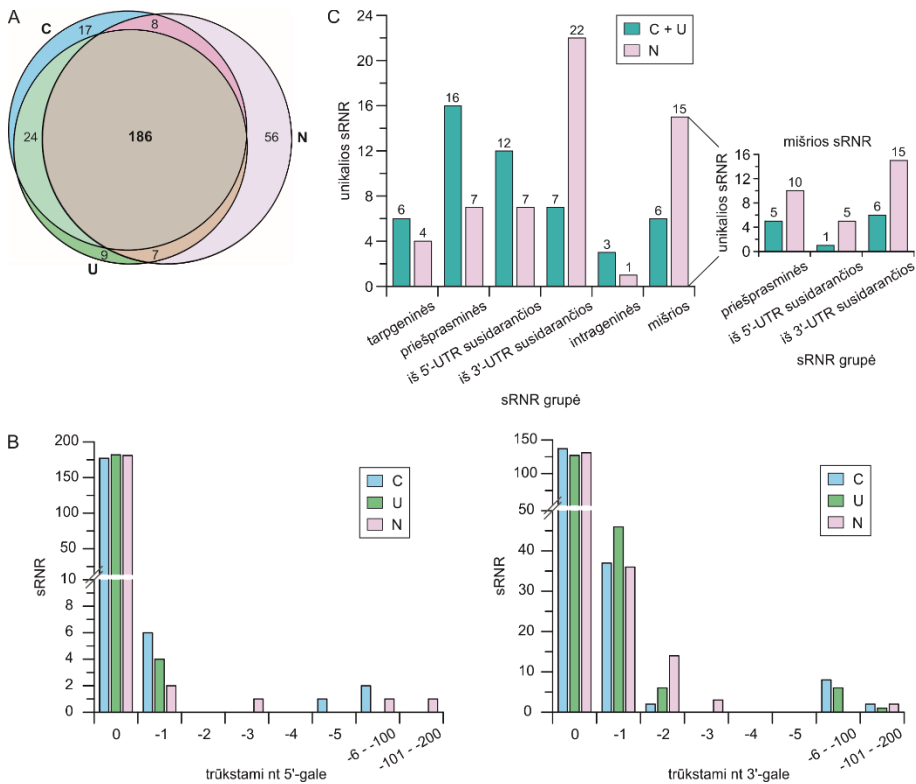 A
C
17
8
24
186
56
N
9
7
U
C
C + U
N
unikalios sRNR
24
20
16
12
8
4
0
6
4
16
7
12
7
7
22
3
1
6
15
tarpgeninės
priešprasminės
iš 5'-UTR susidarančios
iš 3'-UTR susidarančios
intrageninės
mišrios
sRNR grupė
mišrios sRNR
unikalios sRNR
16
12
8
4
0
5
10
1
5
6
15
priešprasminės
iš 5'-UTR susidarančios
iš 3'-UTR susidarančios
sRNR grupė
B
sRNR
200
175
150
100
50
10
8
6
4
2
0
C
U
N
0
-1
-2
-3
-4
-5
-6 - -100
-101 - -200
trūkstami nt 5'-gale
sRNR
150
100
50
40
30
20
10
0
C
U
N
0
-1
-2
-3
-4
-5
-6 - -100
-101 - -200
trūkstami nt 3'-gale